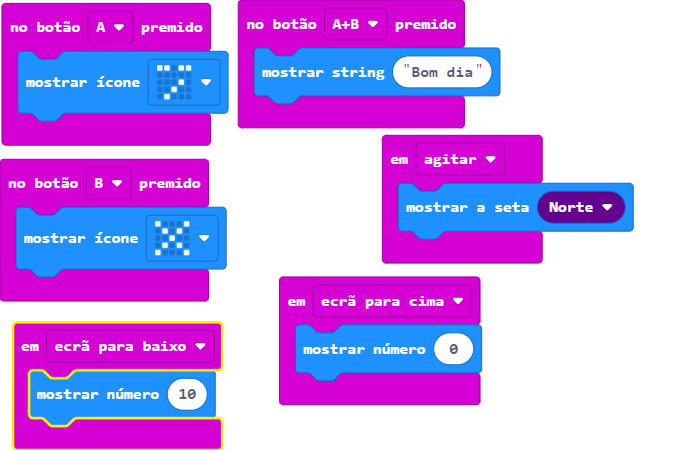 no botão A premido
mostrar ícone
no botão A+B premido
mostrar string "Bom dia"
em agitar
mostrar a seta Norte
no botão B premido
mostrar ícone
em ecrã para cima
mostrar número 0
em ecrã para baixo
mostrar número 10